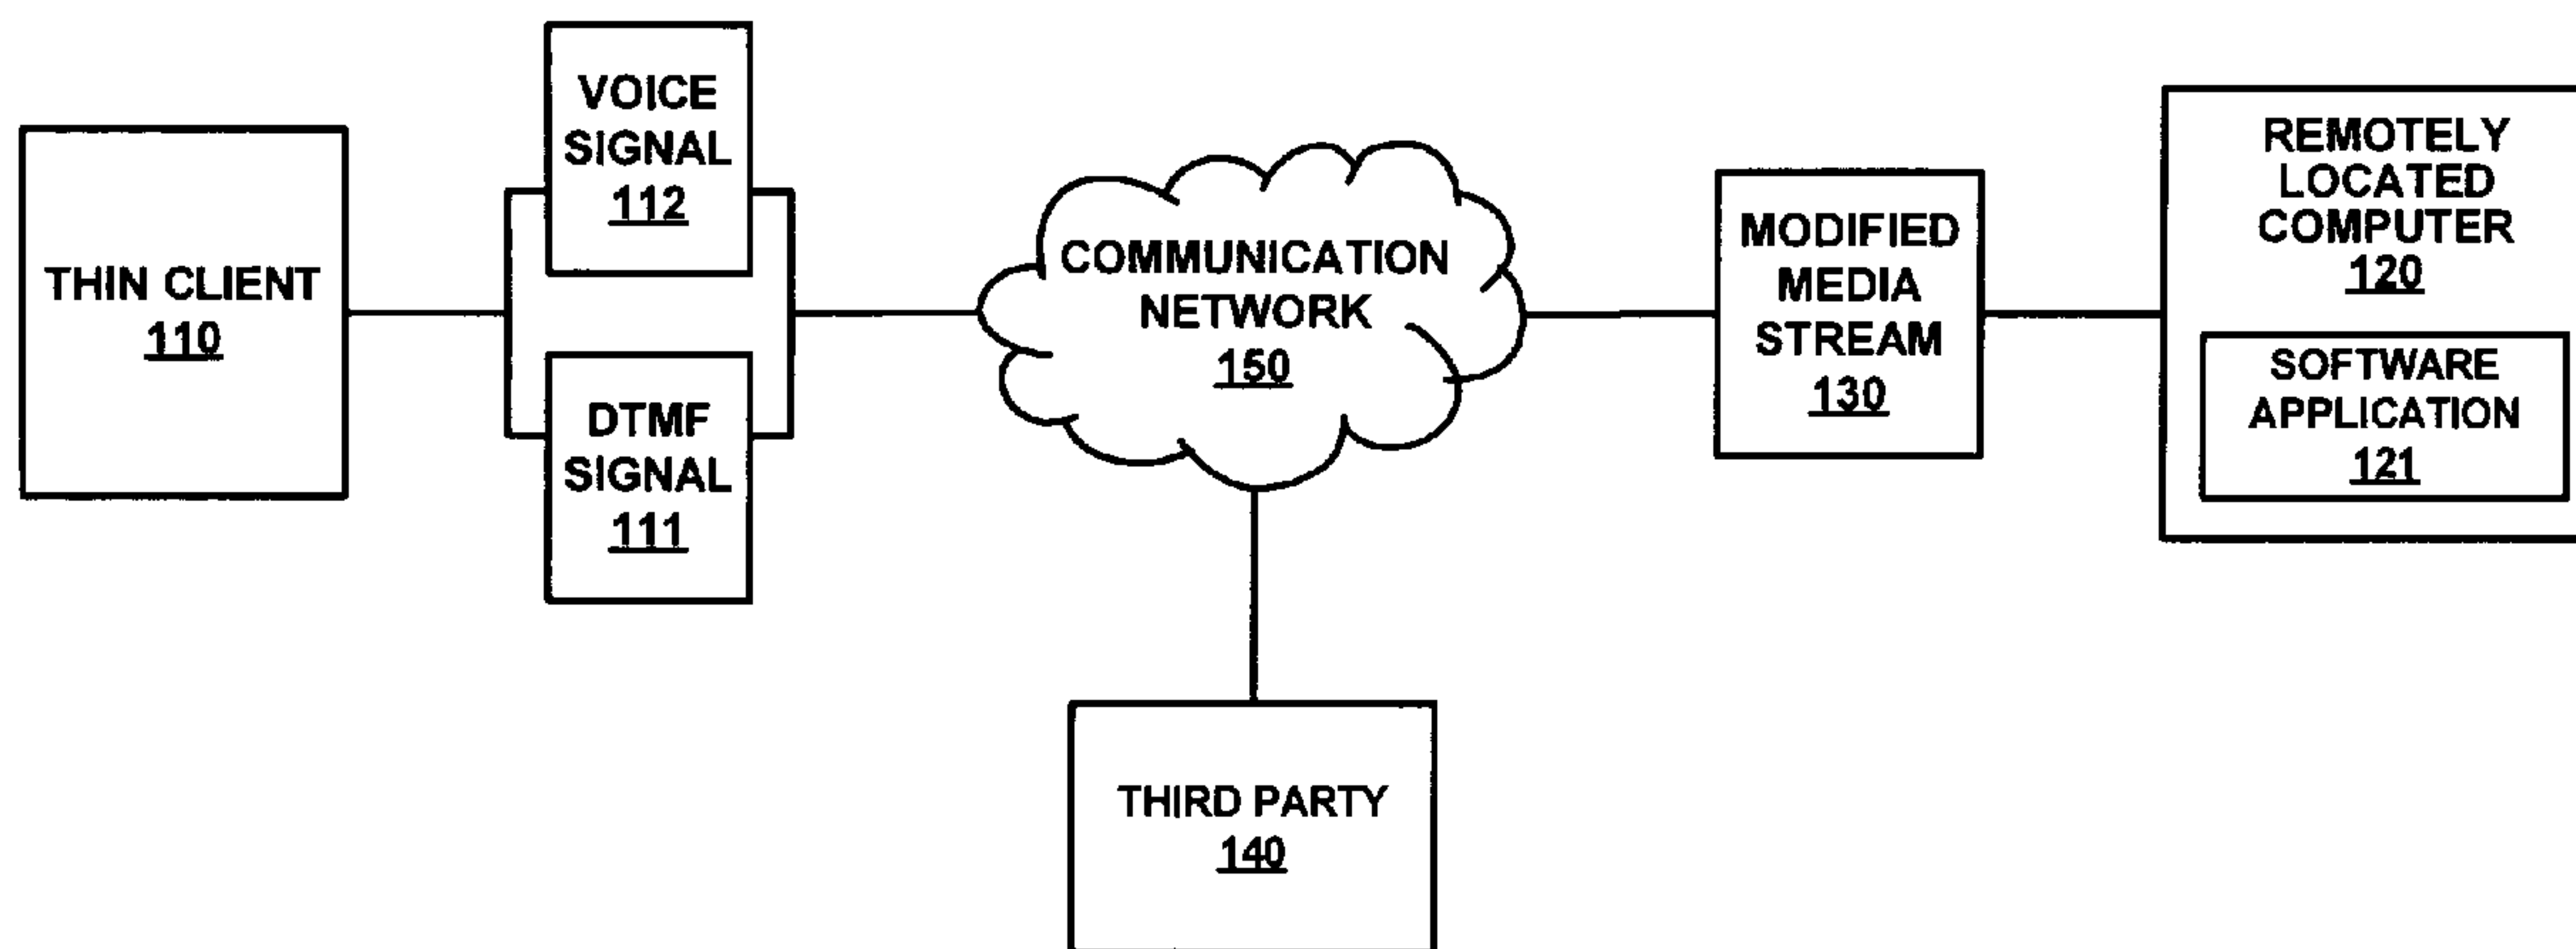 THIN CLIENT
110
VOICE
SIGNAL
112
DTMF
SIGNAL
111
COMMUNICATION
NETWORK
150
MODIFIED
MEDIA
STREAM
130
REMOTELY
LOCATED
COMPUTER
120
SOFTWARE
APPLICATION
121
THIRD PARTY
140